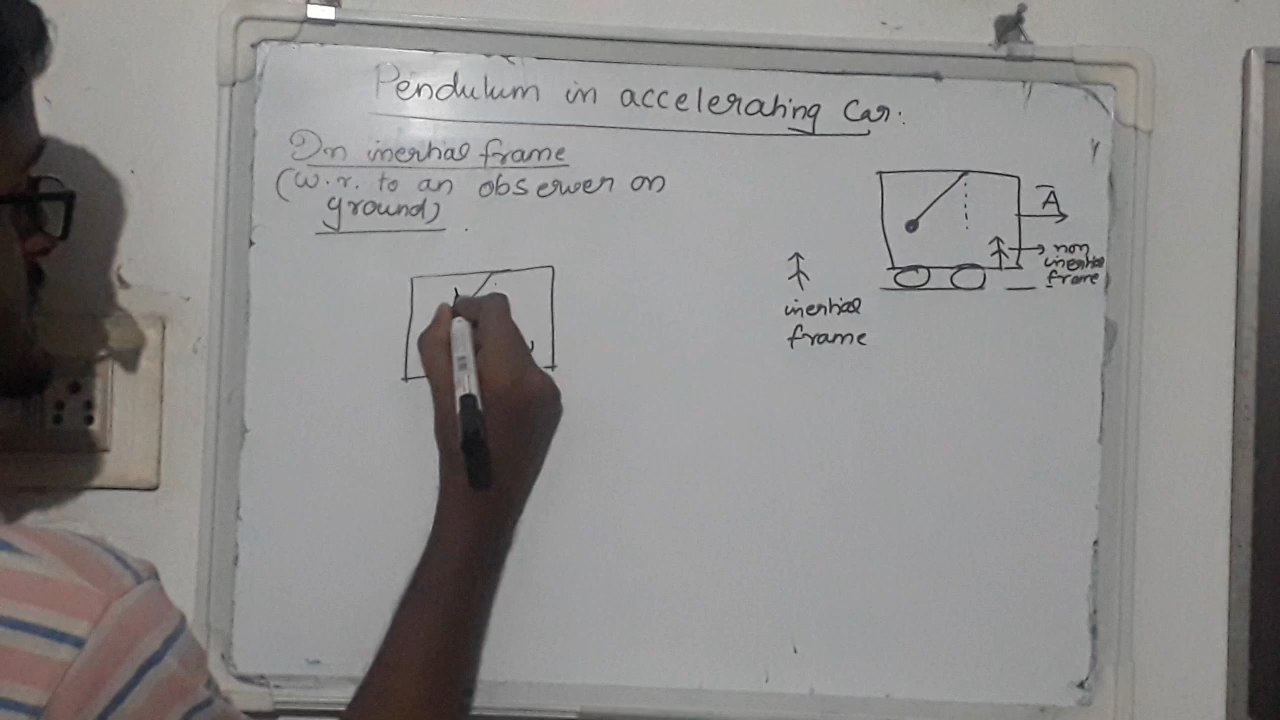 Pendulum in accelerating Car.
In inertial frame
(w.r. to an observer on
ground)
A
non
inertial
frame
inertial
frame